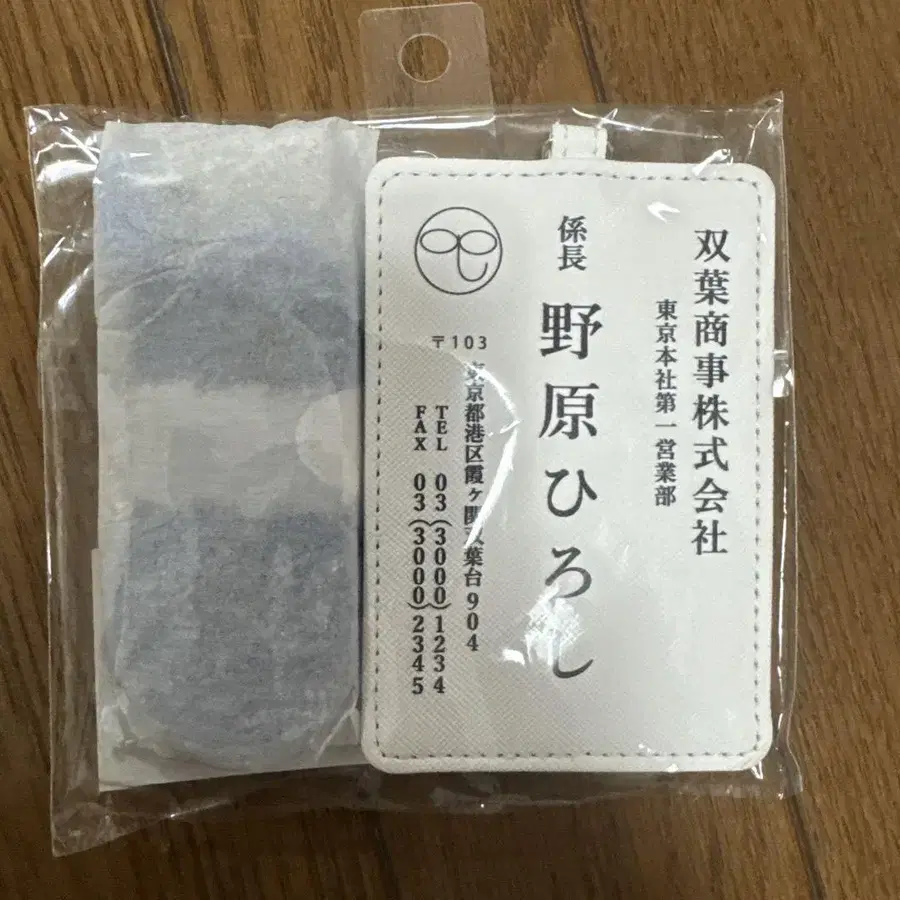 双葉商事株式会社
東京本社第一営業部
係長
野原ひろし
〒103
東京都港区霞ヶ関双葉台904
TEL 03(3000)1234
FAX 03(3000)2345